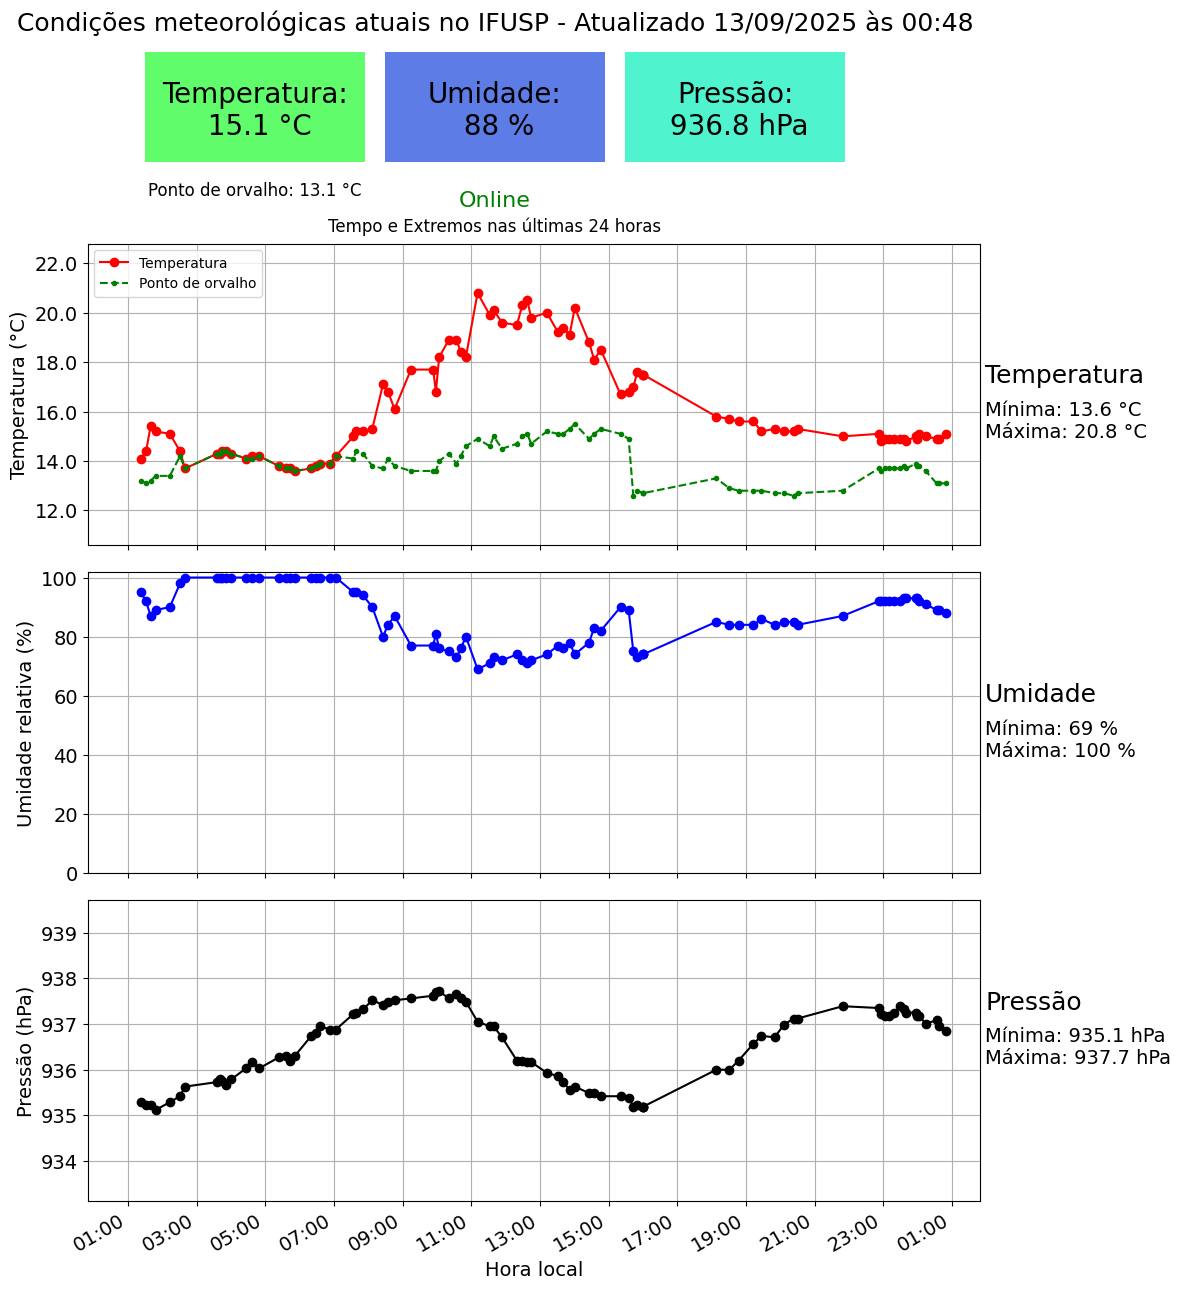 Condições meteorológicas atuais no IFUSP - Atualizado 13/09/2025 às 00:48
Temperatura:
15.1 °C
Umidade:
88 %
Pressão:
936.8 hPa
Ponto de orvalho: 13.1 °C
Online
Tempo e Extremos nas últimas 24 horas
Temperatura
Ponto de orvalho
Temperatura (°C)
22.0
20.0
18.0
16.0
14.0
12.0
Temperatura
Mínima: 13.6 °C
Máxima: 20.8 °C
Umidade relativa (%)
100
80
60
40
20
0
Umidade
Mínima: 69 %
Máxima: 100 %
Pressão (hPa)
939
938
937
936
935
934
Pressão
Mínima: 935.1 hPa
Máxima: 937.7 hPa
01:00 03:00 05:00 07:00 09:00 11:00 13:00 15:00 17:00 19:00 21:00 23:00 01:00
Hora local